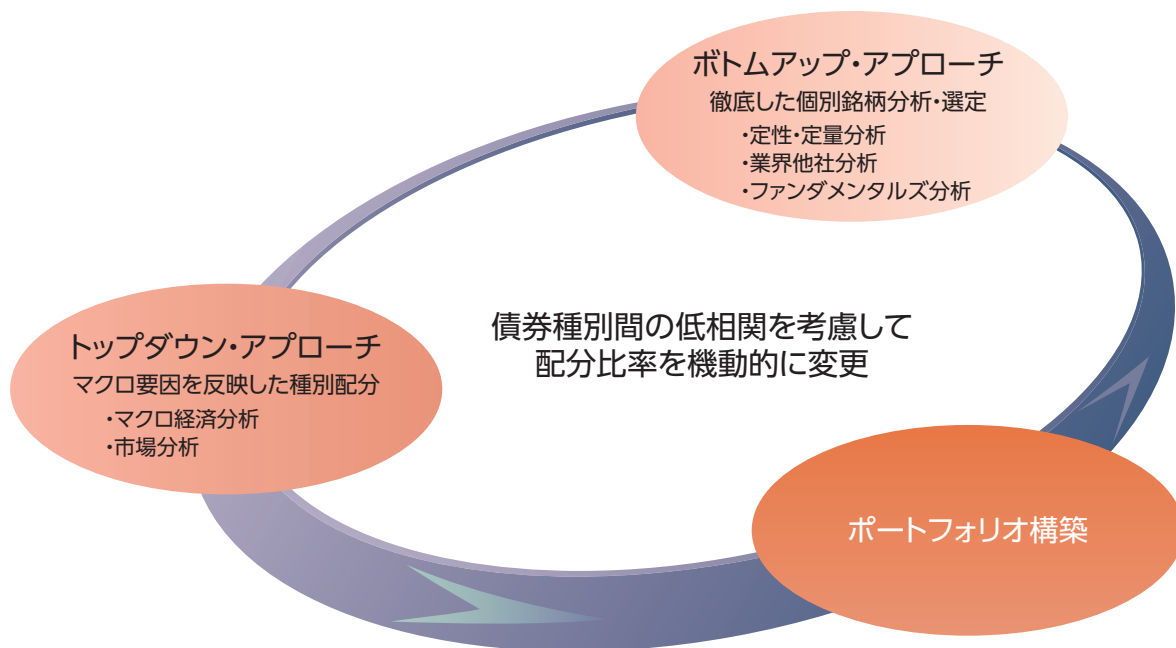 ボトムアップ・アプローチ
徹底した個別銘柄分析・選定
・定性・定量分析
・業界他社分析
・ファンダメンタルズ分析
トップダウン・アプローチ
マクロ要因を反映した種別配分
・マクロ経済分析
・市場分析
債券種別間の低相関を考慮して
配分比率を機動的に変更
ポートフォリオ構築